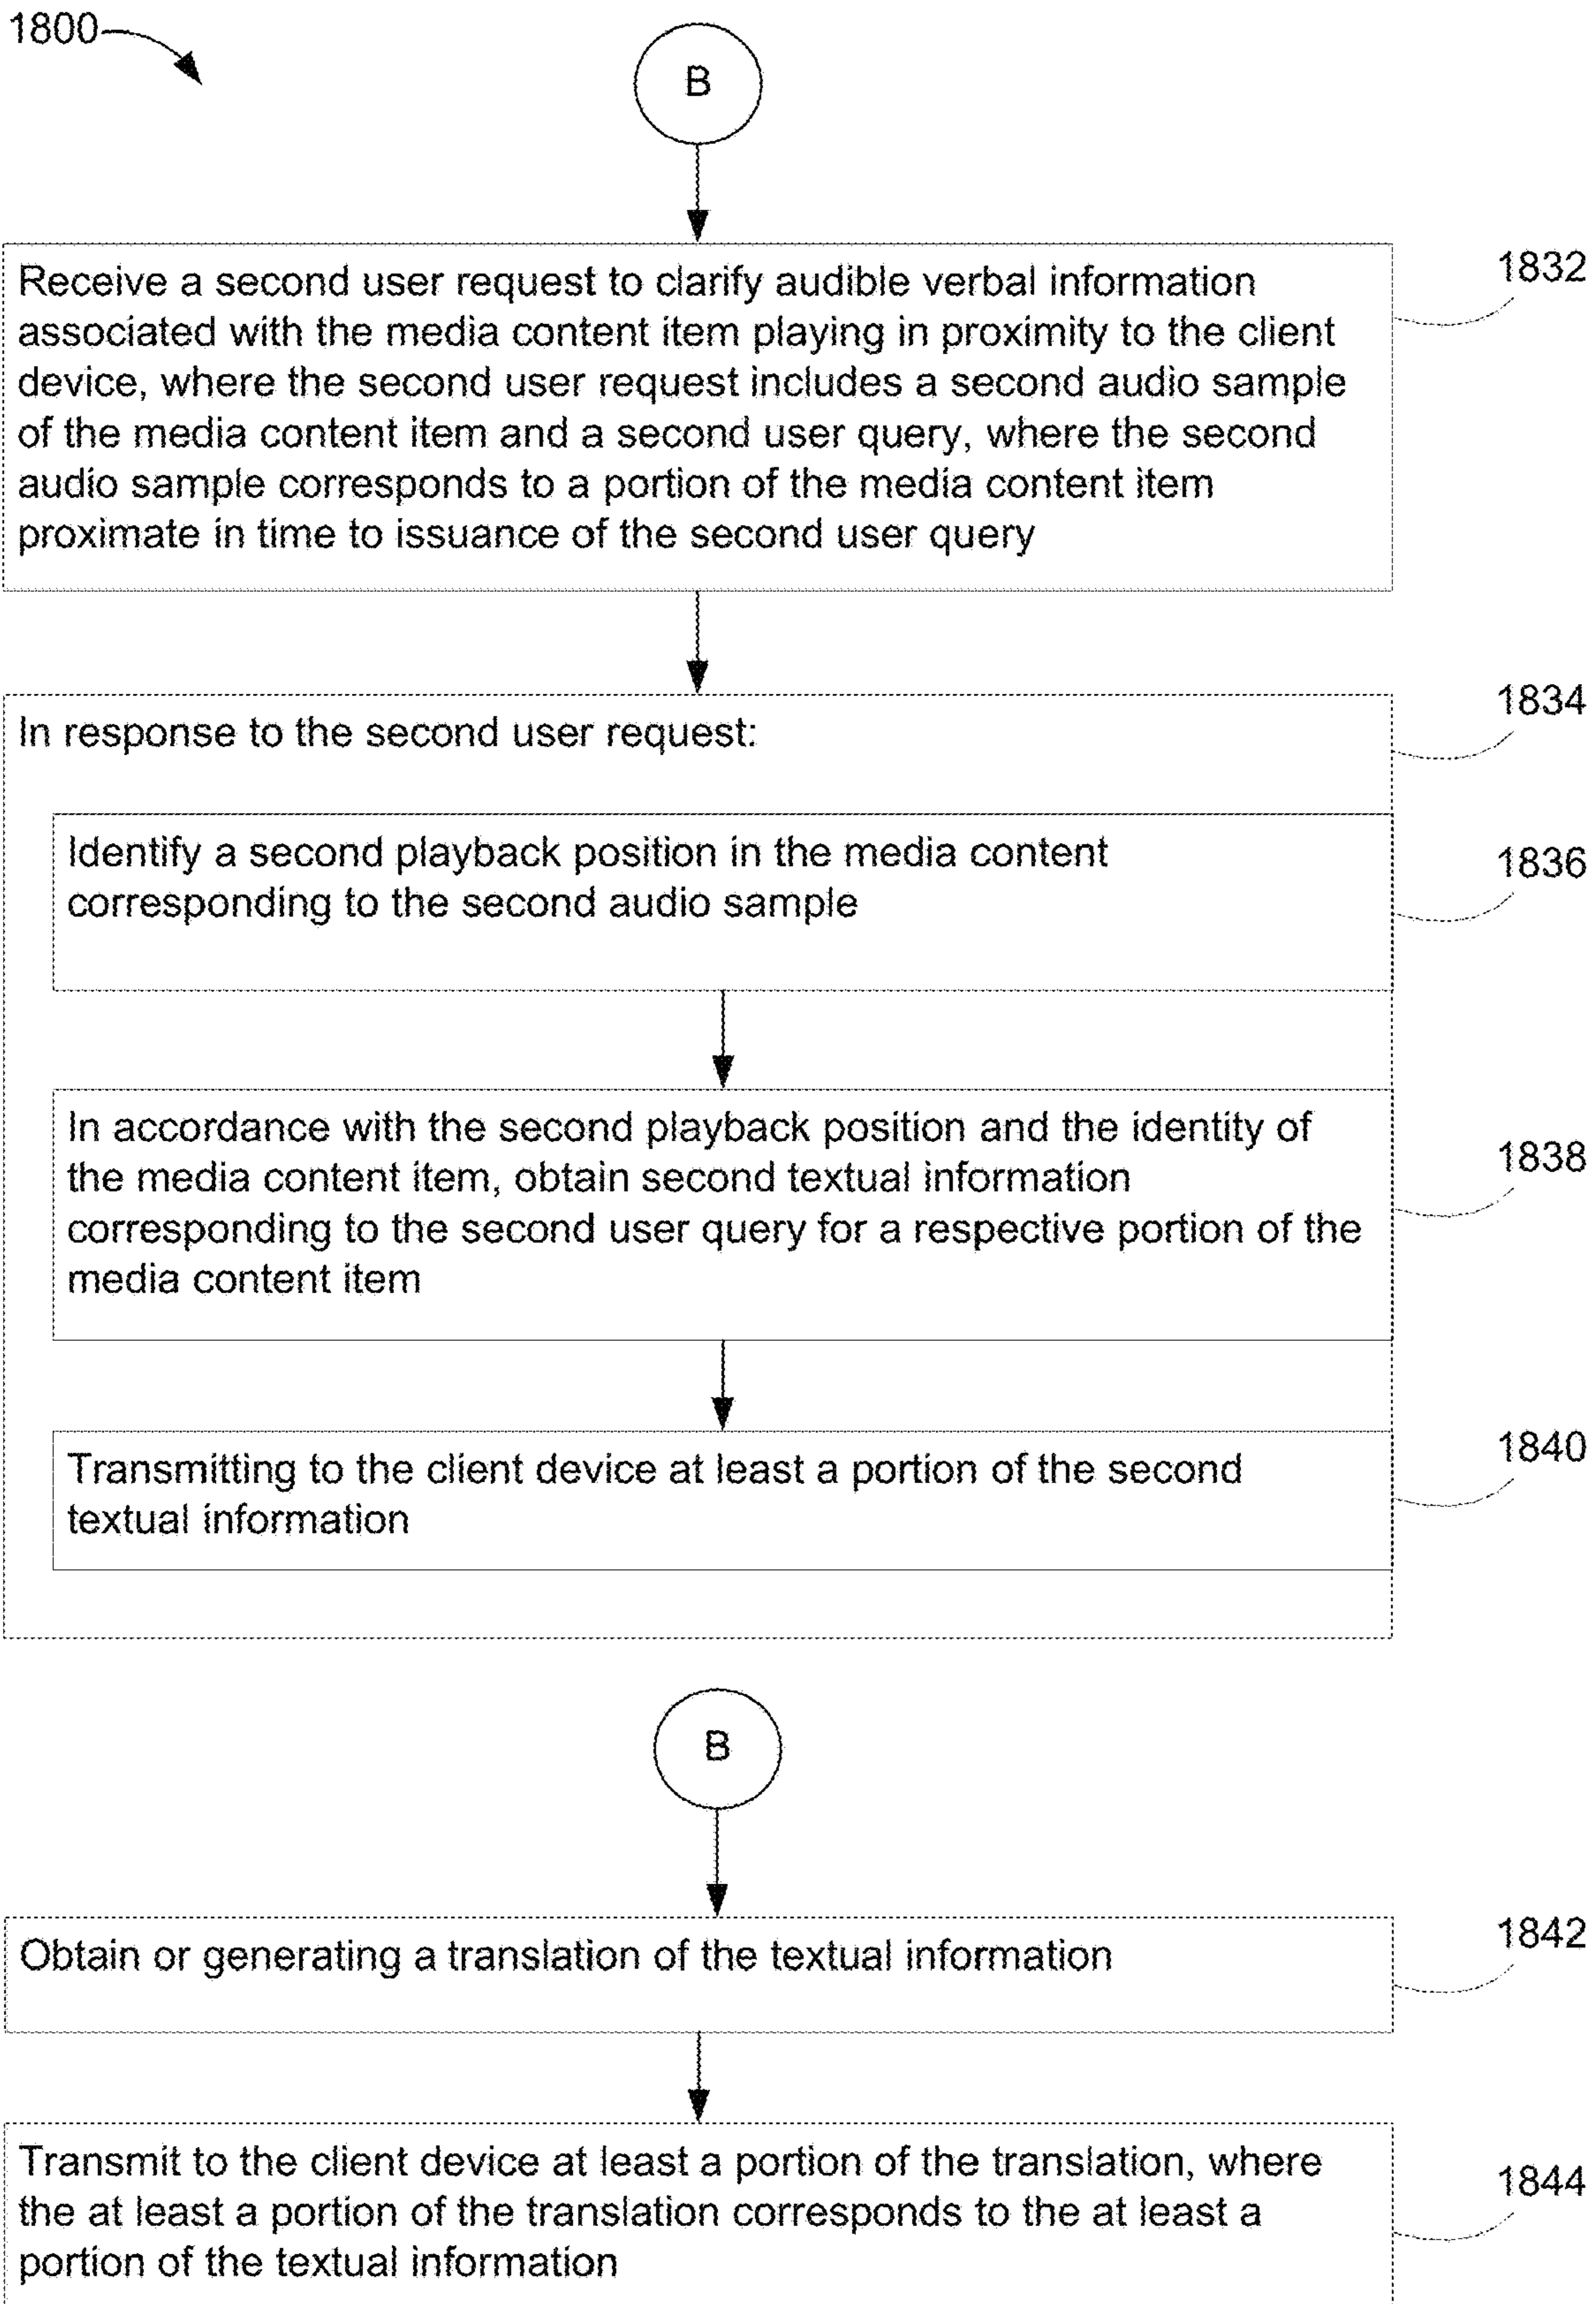 1800
B
Receive a second user request to clarify audible verbal information
associated with the media content item playing in proximity to the client
device, where the second user request includes a second audio sample
of the media content item and a second user query, where the second
audio sample corresponds to a portion of the media content item
proximate in time to issuance of the second user query
1832
In response to the second user request:
1834
Identify a second playback position in the media content
corresponding to the second audio sample
1836
In accordance with the second playback position and the identity of
the media content item, obtain second textual information
corresponding to the second user query for a respective portion of the
media content item
1838
Transmitting to the client device at least a portion of the second
textual information
1840
B
Obtain or generating a translation of the textual information
1842
Transmit to the client device at least a portion of the translation, where
the at least a portion of the translation corresponds to the at least a
portion of the textual information
1844